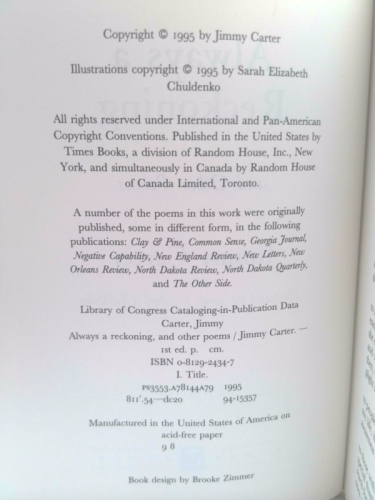 Copyright © 1995 by Jimmy Carter
Illustrations copyright © 1995 by Sarah Elizabeth
Chuldenko
All rights reserved under International and Pan-American
Copyright Conventions. Published in the United States by
Times Books, a division of Random House, Inc., New
York, and simultaneously in Canada by Random House
of Canada Limited, Toronto.
A number of the poems in this work were originally
published, some in different form, in the following
publications: Clay & Pine, Common Sense, Georgia Journal,
Negative Capability, New England Review, New Letters, New
Orleans Review, North Dakota Review, North Dakota Quarterly,
and The Other Side.
Library of Congress Cataloging-in-Publication Data
Carter, Jimmy
Always a reckoning, and other poems / Jimmy Carter. —
1st ed. p. cm.
ISBN 0-8129-2434-7
I. Title.
PS3553.A78144A79 1995
811'.54—dc20 94-15357
Manufactured in the United States of America on
acid-free paper
9 8
Book design by Brooke Zimmer